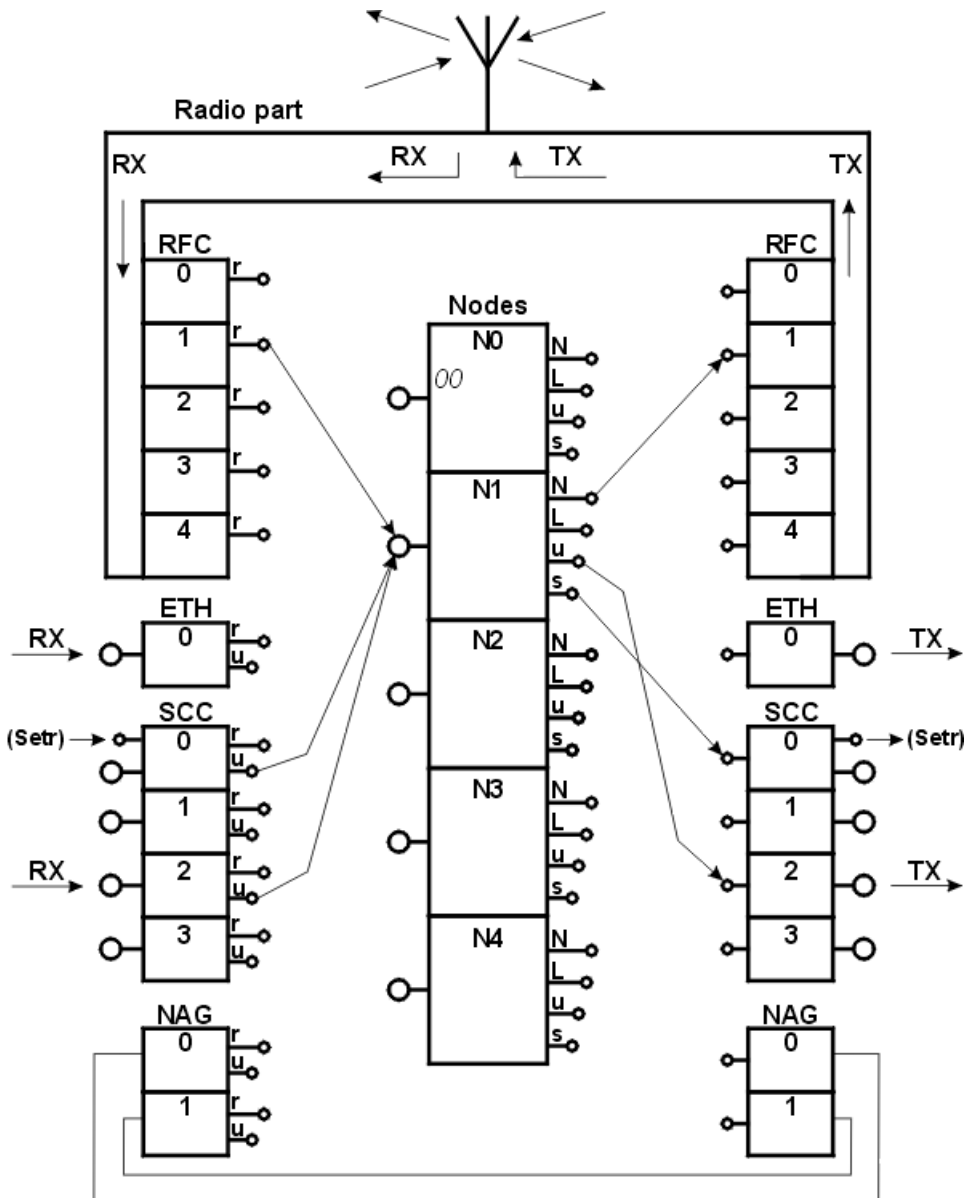 Radio part
RX RX TX TX
RFC Nodes RFC
0 r
1 r
2 r
3 r
4 r
N0
00
N
L
u
s
N1
N
L
u
s
N2
N
L
u
s
N3
N
L
u
s
N4
N
L
u
s
0
1
2
3
4
ETH
RX 0 r
u
SCC
(Setr) 0 r
u
1 r
u
RX 2 r
u
3 r
u
NAG
0 r
u
1 r
u
ETH
0 TX
SCC
0 (Setr)
1
2 TX
3
NAG
0
1